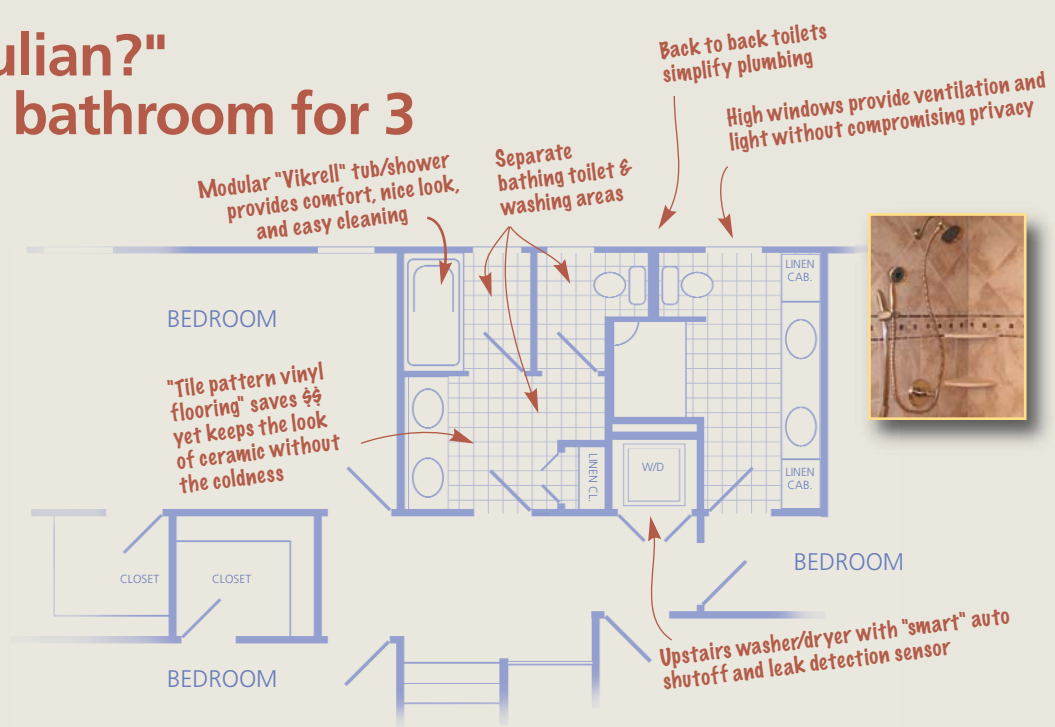 ulian?"
bathroom for 3
Back to back toilets
simplify plumbing
High windows provide ventilation and
light without compromising privacy
Modular "Vikrell" tub/shower
provides comfort, nice look,
and easy cleaning
Separate
bathing toilet &
washing areas
LINEN
CAB.
BEDROOM
"Tile pattern vinyl
flooring" saves $$
yet keeps the look
of ceramic without
the coldness
LINEN CL.
W/D
LINEN
CAB.
BEDROOM
CLOSET
CLOSET
Upstairs washer/dryer with "smart" auto
shutoff and leak detection sensor
BEDROOM